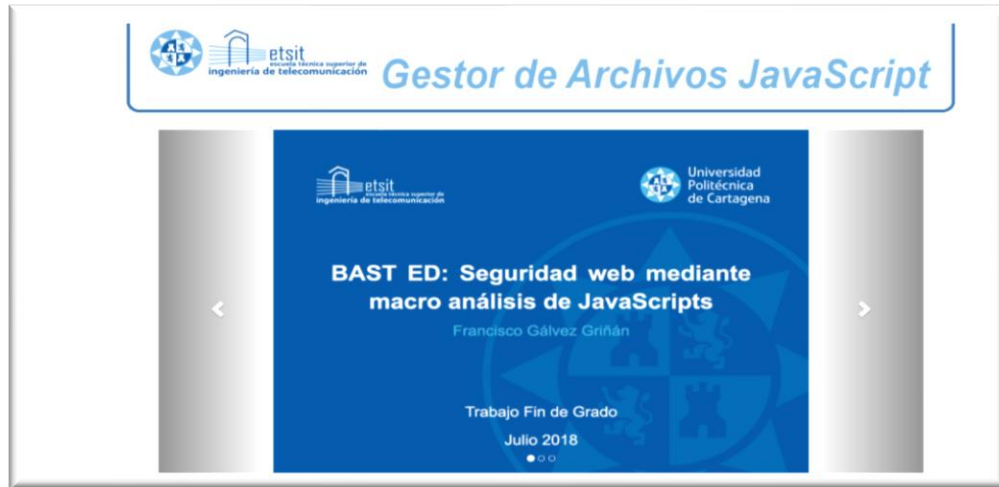 etsit
escuela técnica superior de
ingeniería de telecomunicación
Gestor de Archivos JavaScript
etsit
escuela técnica superior de
ingeniería de telecomunicación
Universidad
Politécnica
de Cartagena
BAST ED: Seguridad web mediante
macro análisis de JavaScripts
Francisco Gálvez Griñán
Trabajo Fin de Grado
Julio 2018